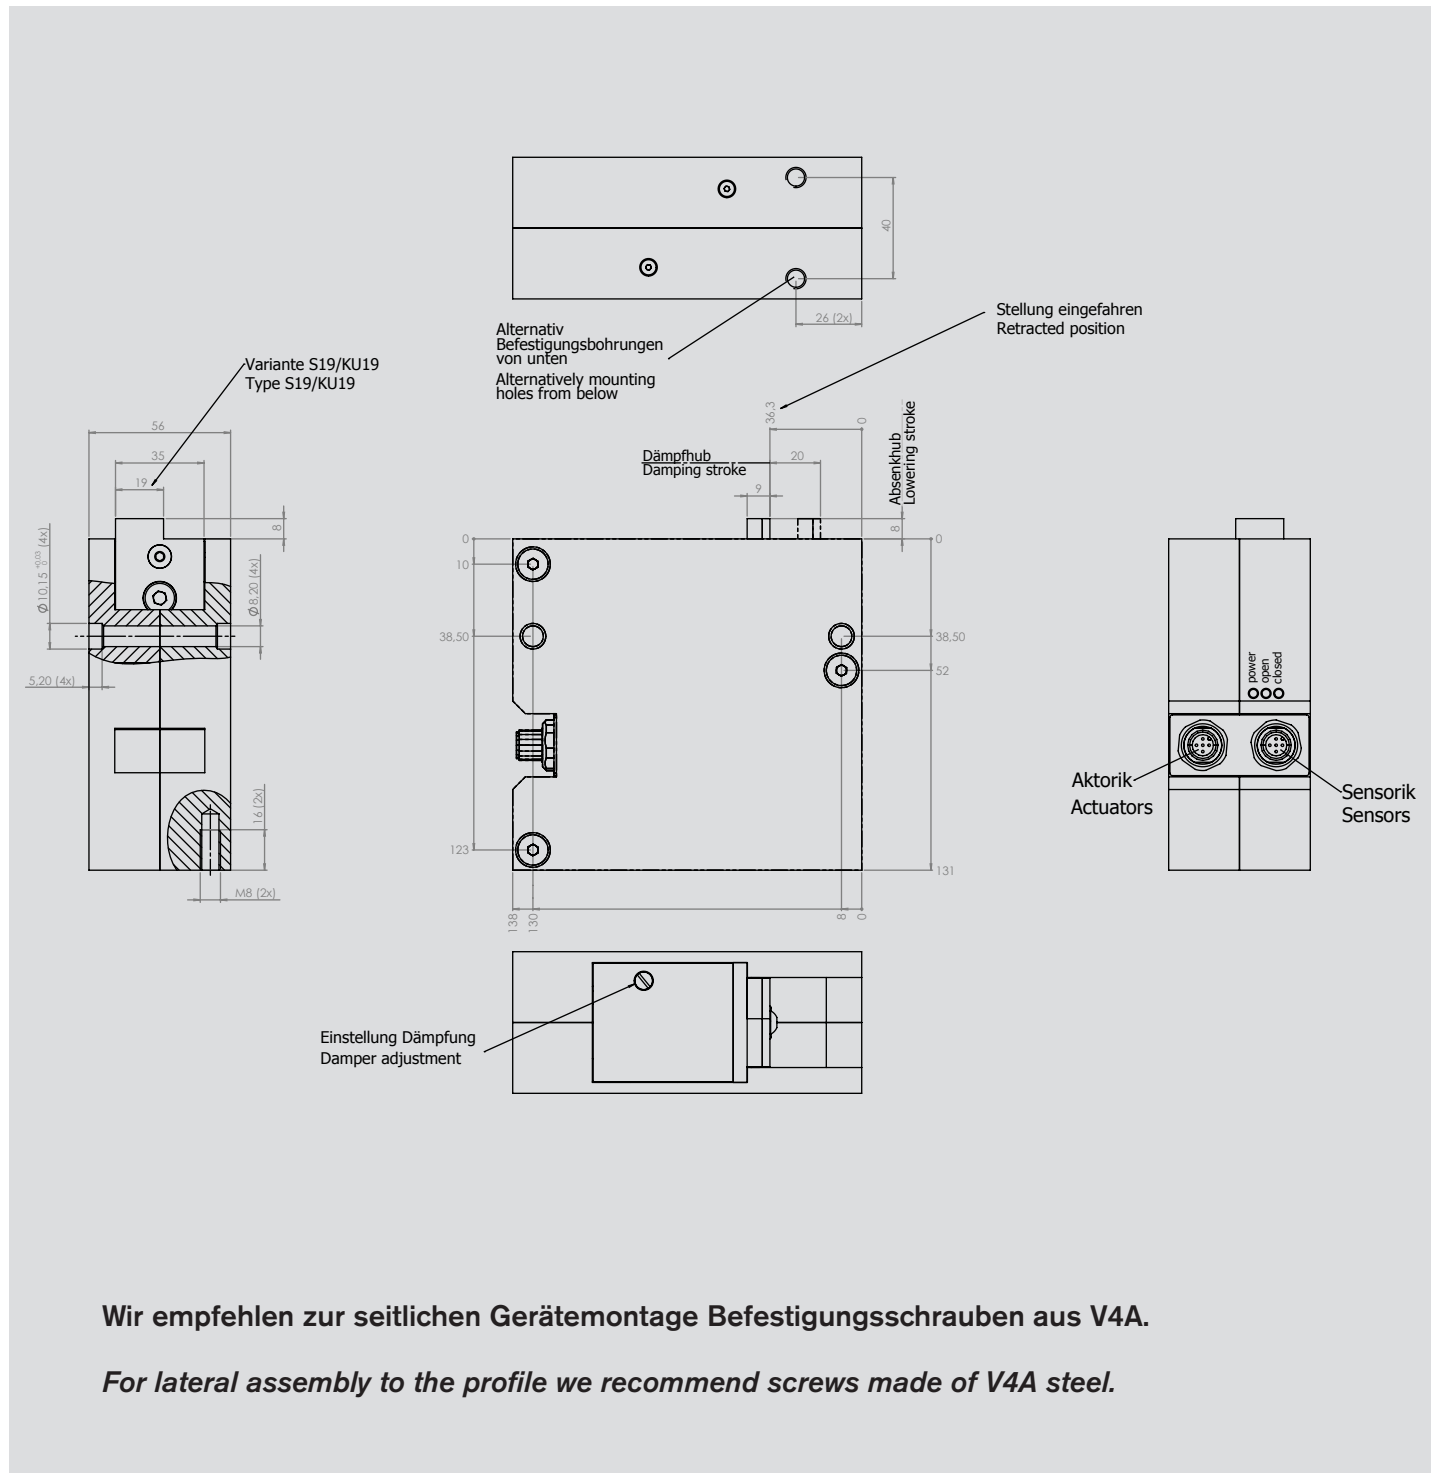 40
26 (2x)
Alternativ
Befestigungsbohrungen
von unten
Alternatively mounting
holes from below
Stellung eingefahren
Retracted position
Variante S19/KU19
Type S19/KU19
56
35
19
8
Ø10,15 +0,03 0 (4x)
Ø8,20 (4x)
5,20 (4x)
16 (2x)
M8 (2x)
36,3
0
Dämpfhub
Damping stroke
20
9
Absenkhub
Lowering stroke
8
0
10
38,50
123
0
38,50
52
131
138
130
8
0
power
open
closed
Aktorik
Actuators
Sensorik
Sensors
Einstellung Dämpfung
Damper adjustment
Wir empfehlen zur seitlichen Gerätemontage Befestigungsschrauben aus V4A.
For lateral assembly to the profile we recommend screws made of V4A steel.